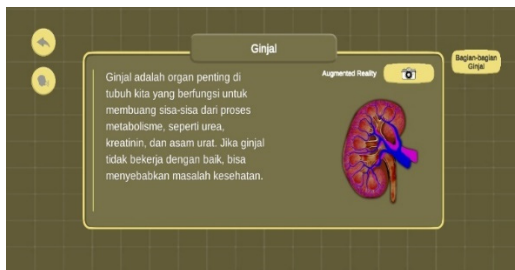 Ginjal
Bagian-bagian
Ginjal
Ginjal adalah organ penting di
tubuh kita yang berfungsi untuk
membuang sisa-sisa dari proses
metabolisme, seperti urea,
kreatinin, dan asam urat. Jika ginjal
tidak bekerja dengan baik, bisa
menyebabkan masalah kesehatan.
Augmented Reality